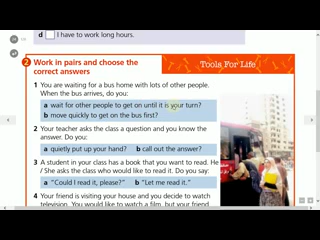 d I have to work long hours.
2 Work in pairs and choose the
correct answers
Tools For Life
1 You are waiting for a bus home with lots of other people.
When the bus arrives, do you:
a wait for other people to get on until it is your turn?
b move quickly to get on the bus first?
2 Your teacher asks the class a question and you know the
answer. Do you:
a quietly put up your hand? b call out the answer?
3 A student in your class has a book that you want to read. He
/ She asks the class who would like to read it. Do you say:
a "Could I read it, please?" b "Let me read it."
4 Your friend is visiting your house and you decide to watch
television. You would like to watch a film, but your friend